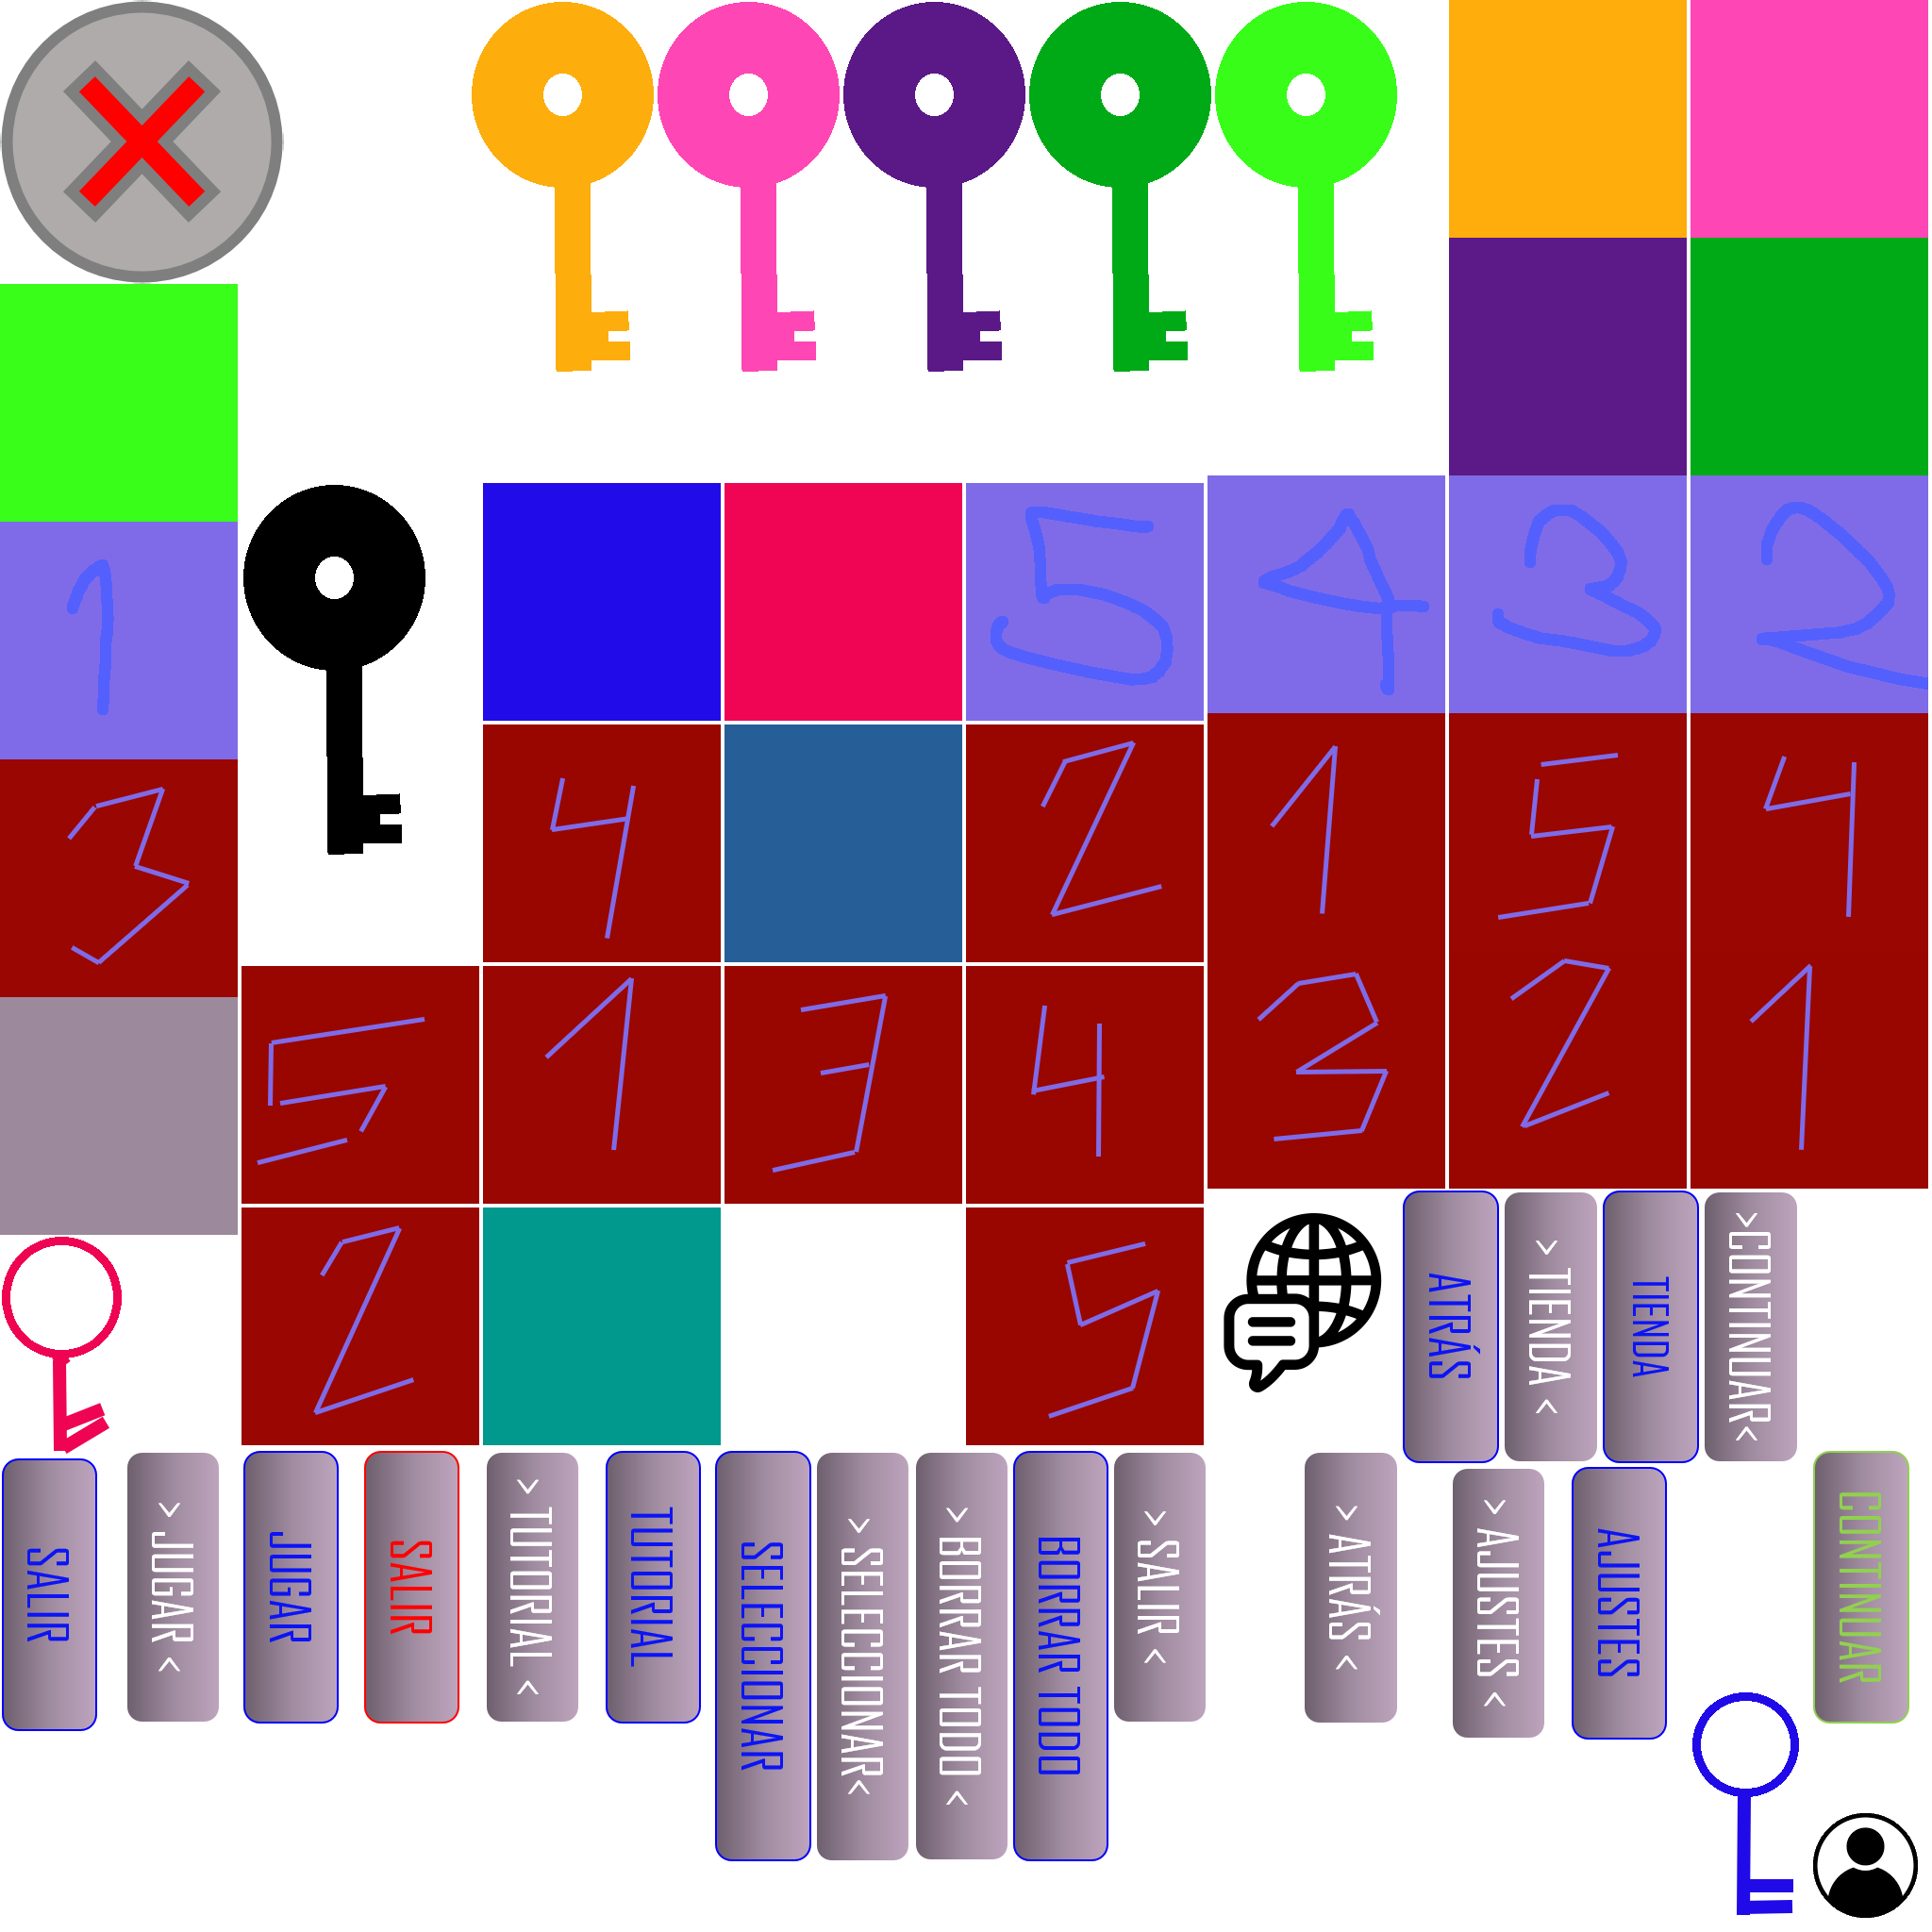 5 4 3 2
1
4 2 1 5 4
3
5 1 3 4 3 2 1
2 5
ATRÁS
> TIENDA <
TIENDA
>CONTINUAR<
SALIR
>JUGAR <
JUGAR
SALIR
> TUTORIAL <
TUTORIAL
SELECCIONAR
>SELECCIONAR<
> BORRAR TODO <
BORRAR TODO
> SALIR <
> ATRÁS <
> AJUSTES <
AJUSTES
CONTINUAR